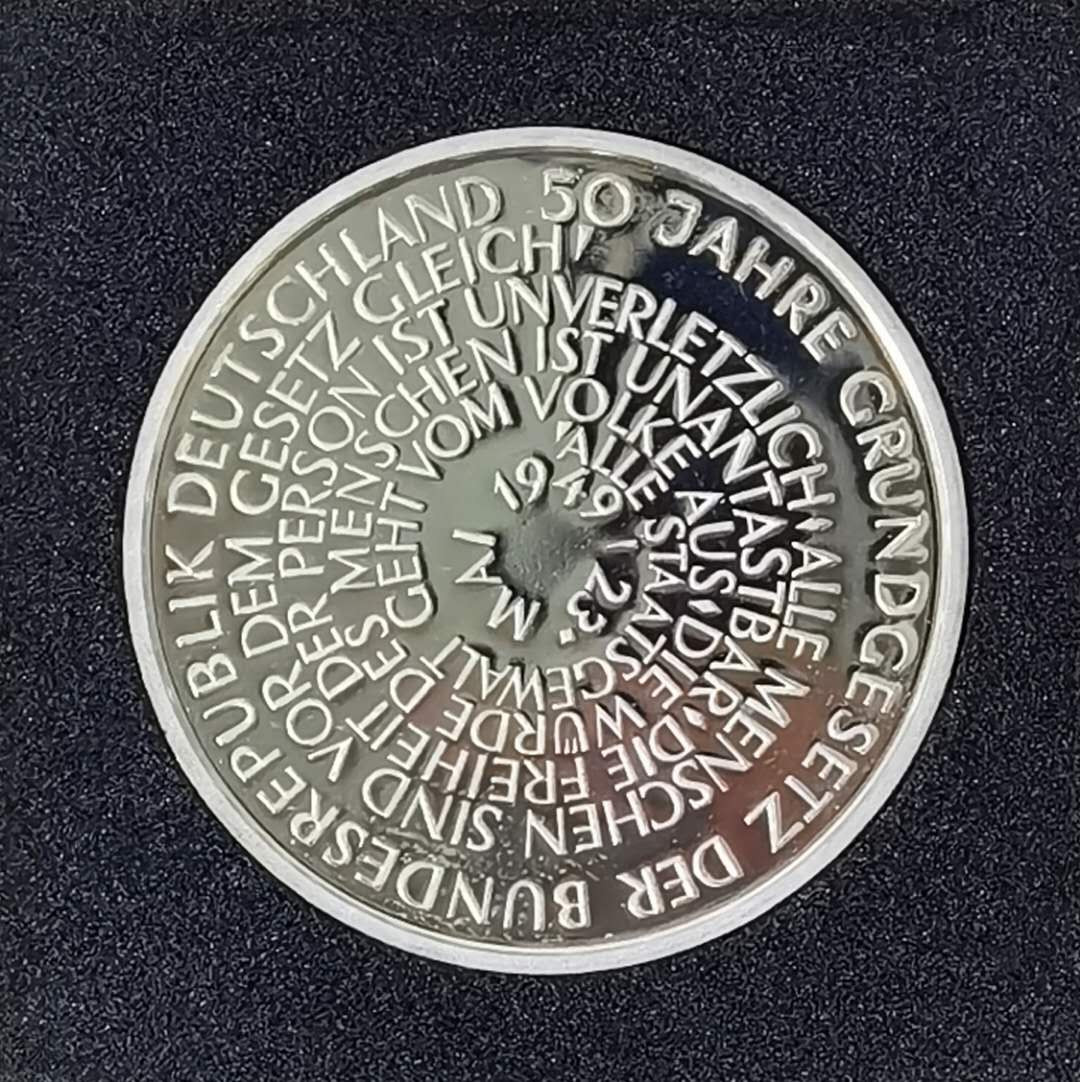 50 JAHRE GRUNDGESETZ DER BUNDESREPUBLIK DEUTSCHLAND
23. MAI 1949
'ALLE STAATSGEWALT GEHT VOM VOLKE AUS'
DIE WÜRDE DES MENSCHEN IST UNANTASTBAR'
DIE FREIHEIT DER PERSON IST UNVERLETZLICH'
ALLE MENSCHEN SIND VOR DEM GESETZ GLEICH'